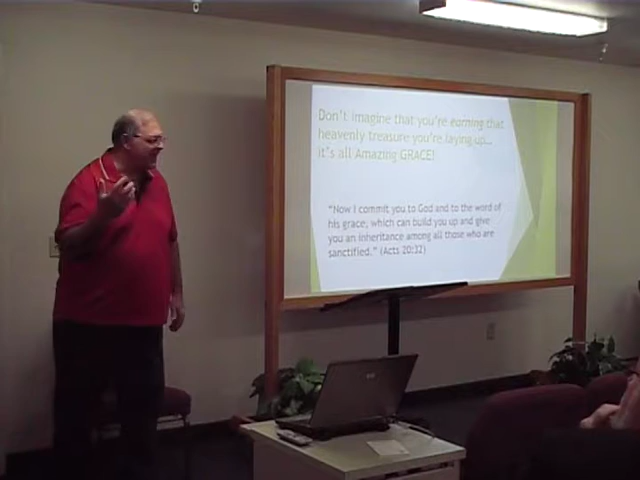 Don't imagine that you're earning that
heavenly treasure you're laying up...
it's all Amazing GRACE!
"Now I commit you to God and to the word of
his grace, which can build you up and give
you an inheritance among all those who are
sanctified." (Acts 20:32)